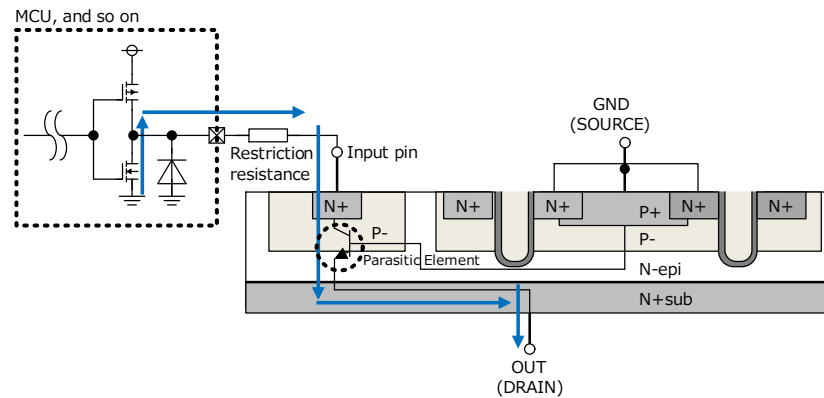 MCU, and so on
Restriction
resistance
Input pin
GND
(SOURCE)
N+
P-
Parasitic Element
N+
N+
P+
N+
N+
P-
N-epi
N+sub
OUT
(DRAIN)